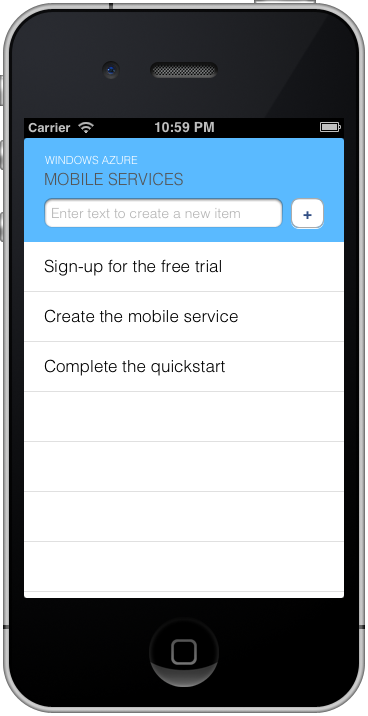 Carrier 10:59 PM
WINDOWS AZURE
MOBILE SERVICES
Enter text to create a new item +
Sign-up for the free trial
Create the mobile service
Complete the quickstart